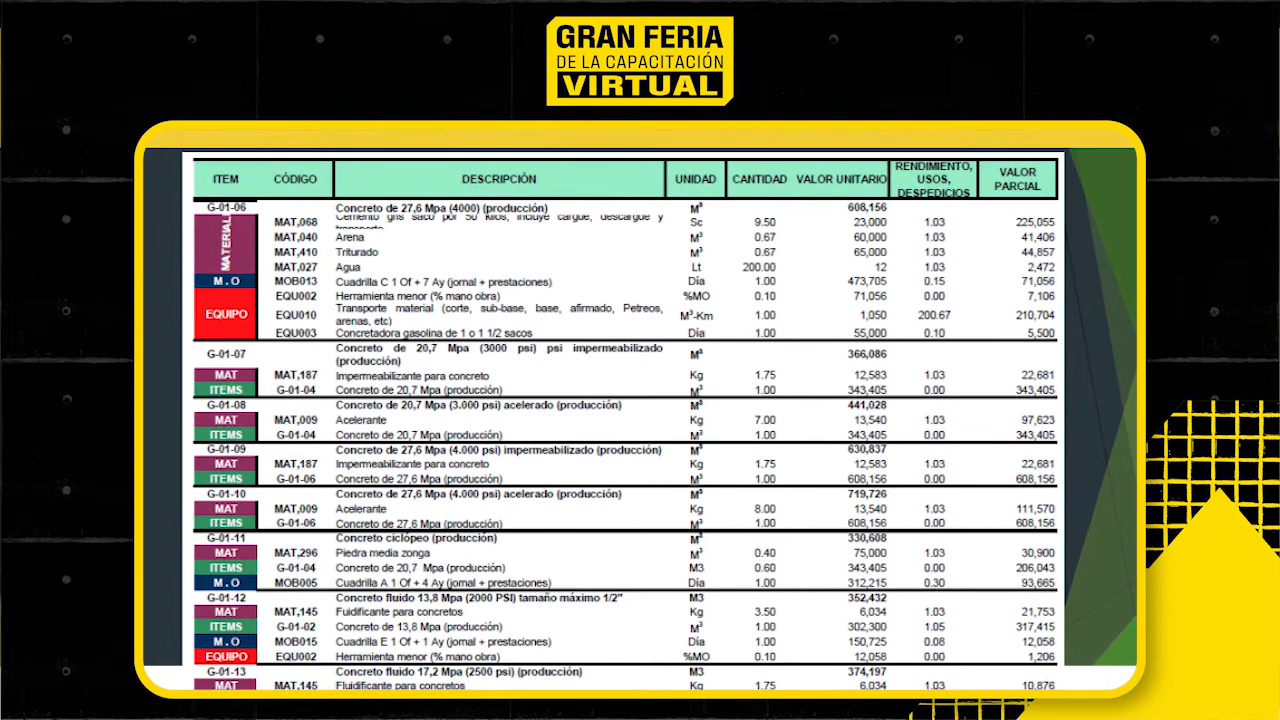 GRAN FERIA
DE LA CAPACITACIÓN
VIRTUAL
ITEM CÓDIGO DESCRIPCIÓN UNIDAD CANTIDAD VALOR UNITARIO RENDIMIENTO, USOS, DESPEDICIOS VALOR PARCIAL
G-01-06 Concreto de 27,6 Mpa (4000) (producción) M³ 608,156
MATERIAL MAT,068 Cemento gris saco por 50 kilos, incluye cargue, descargue y transporte Sc 9.50 23,000 1.03 225,055
MAT,040 Arena M³ 0.67 60,000 1.03 41,406
MAT,410 Triturado M³ 0.67 65,000 1.03 44,857
MAT,027 Agua Lt 200.00 12 1.03 2,472
M.O MOB013 Cuadrilla C 1 Of + 7 Ay (jornal + prestaciones) Día 1.00 473,705 0.15 71,056
EQUIPO EQU002 Herramienta menor (% mano obra) %MO 0.10 71,056 0.00 7,106
EQU010 Transporte material (corte, sub-base, base, afirmado, Petreos, arenas, etc) M³-Km 1.00 1,050 200.67 210,704
EQU003 Concretadora gasolina de 1 o 1 1/2 sacos Día 1.00 55,000 0.10 5,500
G-01-07 Concreto de 20,7 Mpa (3000 psi) psi impermeabilizado (producción) M³ 366,086
MAT MAT,187 Impermeabilizante para concreto Kg 1.75 12,583 1.03 22,681
ITEMS G-01-04 Concreto de 20,7 Mpa (producción) M³ 1.00 343,405 0.00 343,405
G-01-08 Concreto de 20,7 Mpa (3.000 psi) acelerado (producción) M³ 441,028
MAT MAT,009 Acelerante Kg 7.00 13,540 1.03 97,623
ITEMS G-01-04 Concreto de 20,7 Mpa (producción) M³ 1.00 343,405 0.00 343,405
G-01-09 Concreto de 27,6 Mpa (4.000 psi) impermeabilizado (producción) M³ 630,837
MAT MAT,187 Impermeabilizante para concreto Kg 1.75 12,583 1.03 22,681
ITEMS G-01-06 Concreto de 27,6 Mpa (producción) M³ 1.00 608,156 0.00 608,156
G-01-10 Concreto de 27,6 Mpa (4.000 psi) acelerado (producción) M³ 719,726
MAT MAT,009 Acelerante Kg 8.00 13,540 1.03 111,570
ITEMS G-01-06 Concreto de 27,6 Mpa (producción) M³ 1.00 608,156 0.00 608,156
G-01-11 Concreto ciclópeo (producción) M³ 330,608
MAT MAT,296 Piedra media zonga M³ 0.40 75,000 1.03 30,900
ITEMS G-01-04 Concreto de 20,7 Mpa (producción) M3 0.60 343,405 0.00 206,043
M.O MOB005 Cuadrilla A 1 Of + 4 Ay (jornal + prestaciones) Día 1.00 312,215 0.30 93,665
G-01-12 Concreto fluido 13,8 Mpa (2000 PSI) tamaño máximo 1/2" M3 352,432
MAT MAT,145 Fuidificante para concretos Kg 3.50 6,034 1.03 21,753
ITEMS G-01-02 Concreto de 13,8 Mpa (producción) M³ 1.00 302,300 1.05 317,415
M.O MOB015 Cuadrilla E 1 Of + 1 Ay (jornal + prestaciones) Día 1.00 150,725 0.08 12,058
EQUIPO EQU002 Herramienta menor (% mano obra) %MO 0.10 12,058 0.00 1,206
G-01-13 Concreto fluido 17,2 Mpa (2500 psi) (producción) M3 374,197
MAT MAT,145 Fluidificante para concretos Kg 1.75 6,034 1.03 10,876